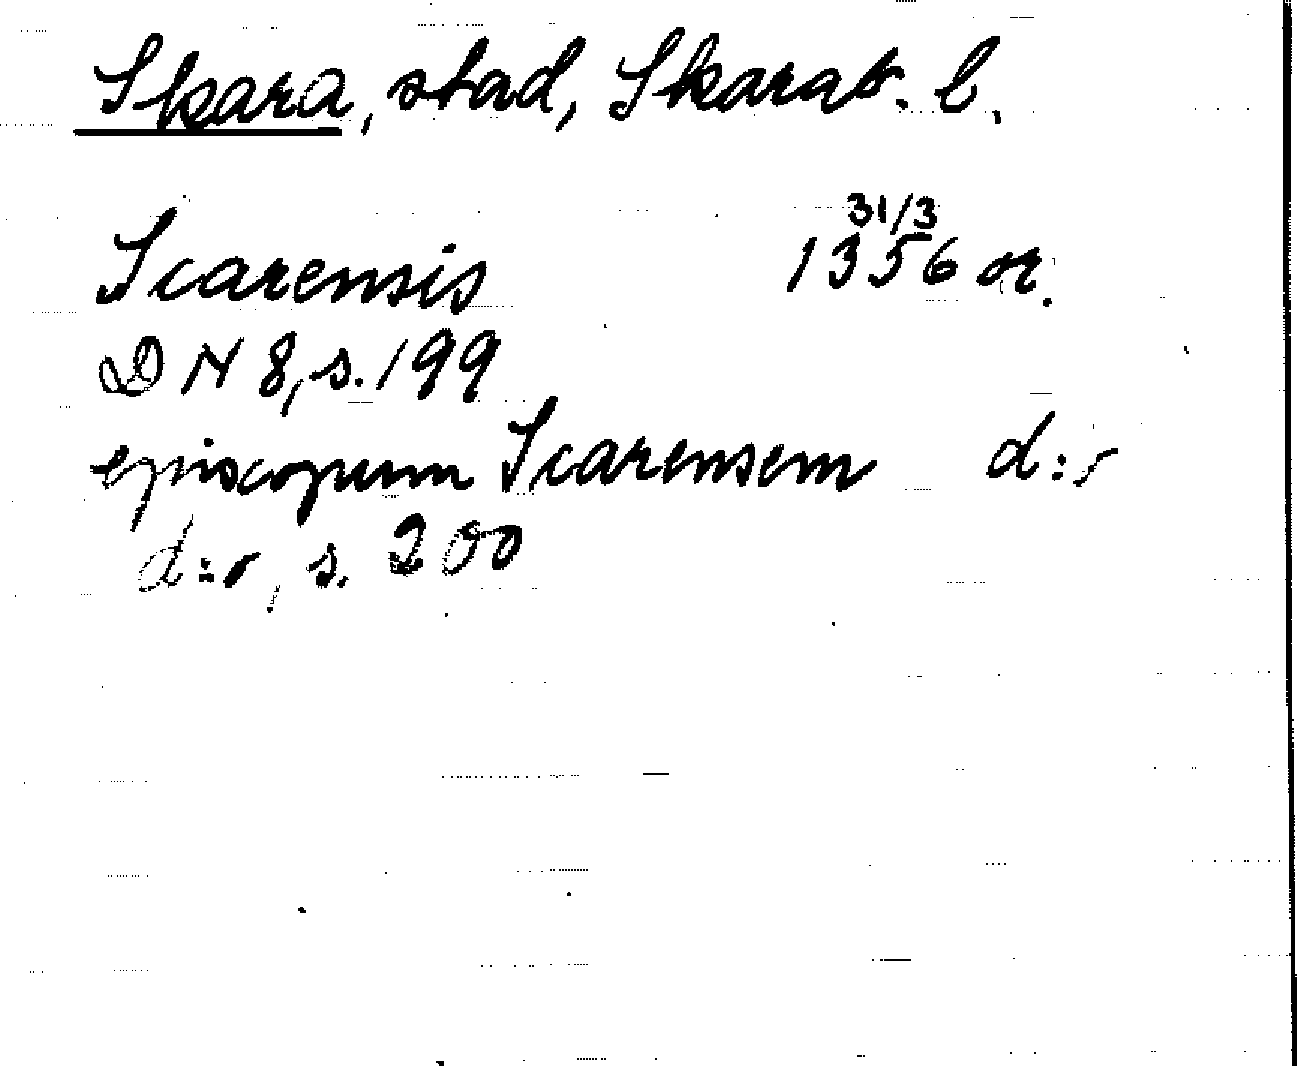 Skara, stad, Skarab. l.
31/3
Scarensis 1356 or.
DN 8, s. 199
episcopum Scarensem d:o
d:o, s. 200